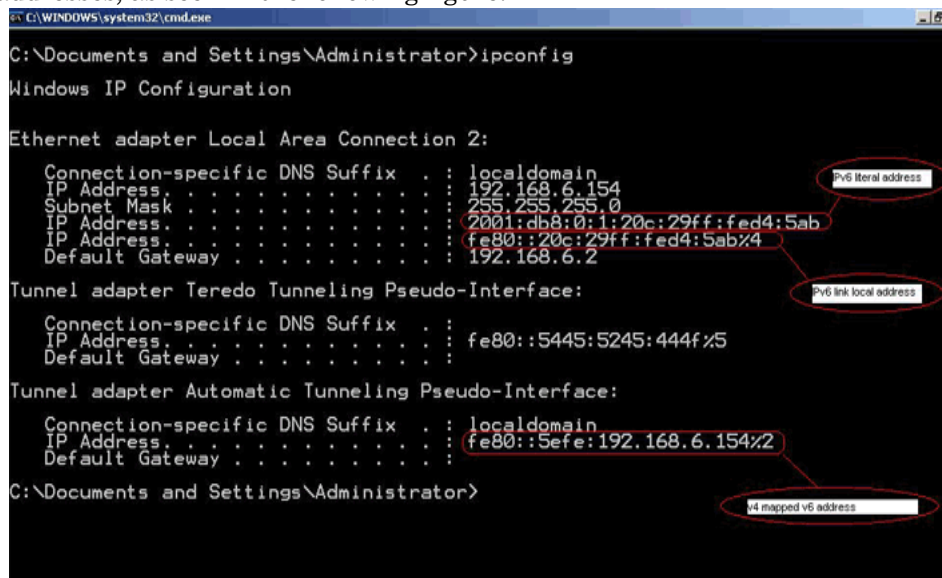 C:\WINDOWS\system32\cmd.exe
C:\Documents and Settings\Administrator>ipconfig
Windows IP Configuration
Ethernet adapter Local Area Connection 2:
Connection-specific DNS Suffix . : localdomain
IP Address. . . . . . . . . . . . : 192.168.6.154
Subnet Mask . . . . . . . . . . . : 255.255.255.0
IP Address. . . . . . . . . . . . : 2001:db8:0:1:20c:29ff:fed4:5ab
IP Address. . . . . . . . . . . . : fe80::20c:29ff:fed4:5ab%4
Default Gateway . . . . . . . . . : 192.168.6.2
IPv6 literal address
Tunnel adapter Teredo Tunneling Pseudo-Interface:
IPv6 link local address
Connection-specific DNS Suffix . :
IP Address. . . . . . . . . . . . : fe80::5445:5245:444f%5
Default Gateway . . . . . . . . . :
Tunnel adapter Automatic Tunneling Pseudo-Interface:
Connection-specific DNS Suffix . : localdomain
IP Address. . . . . . . . . . . . : fe80::5efe:192.168.6.154%2
Default Gateway . . . . . . . . . :
C:\Documents and Settings\Administrator>
v4 mapped v6 address